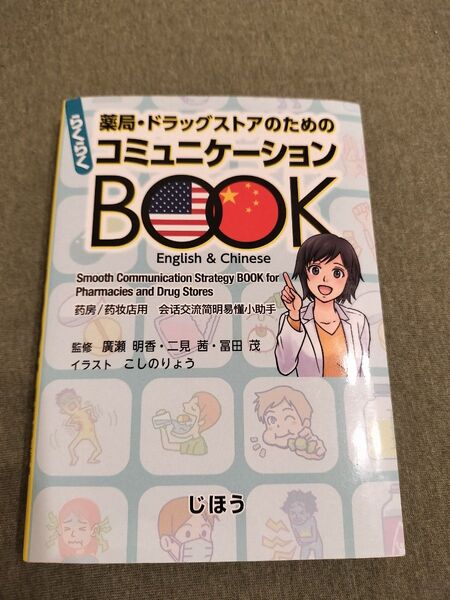 らくらく
薬局・ドラッグストアのための
コミュニケーション
BOOK
English & Chinese
Smooth Communication Strategy BOOK for
Pharmacies and Drug Stores
药房/药妆店用 会话交流简明易懂小助手
監修 廣瀬 明香・二見 茜・冨田 茂
イラスト こしのりょう
じほう